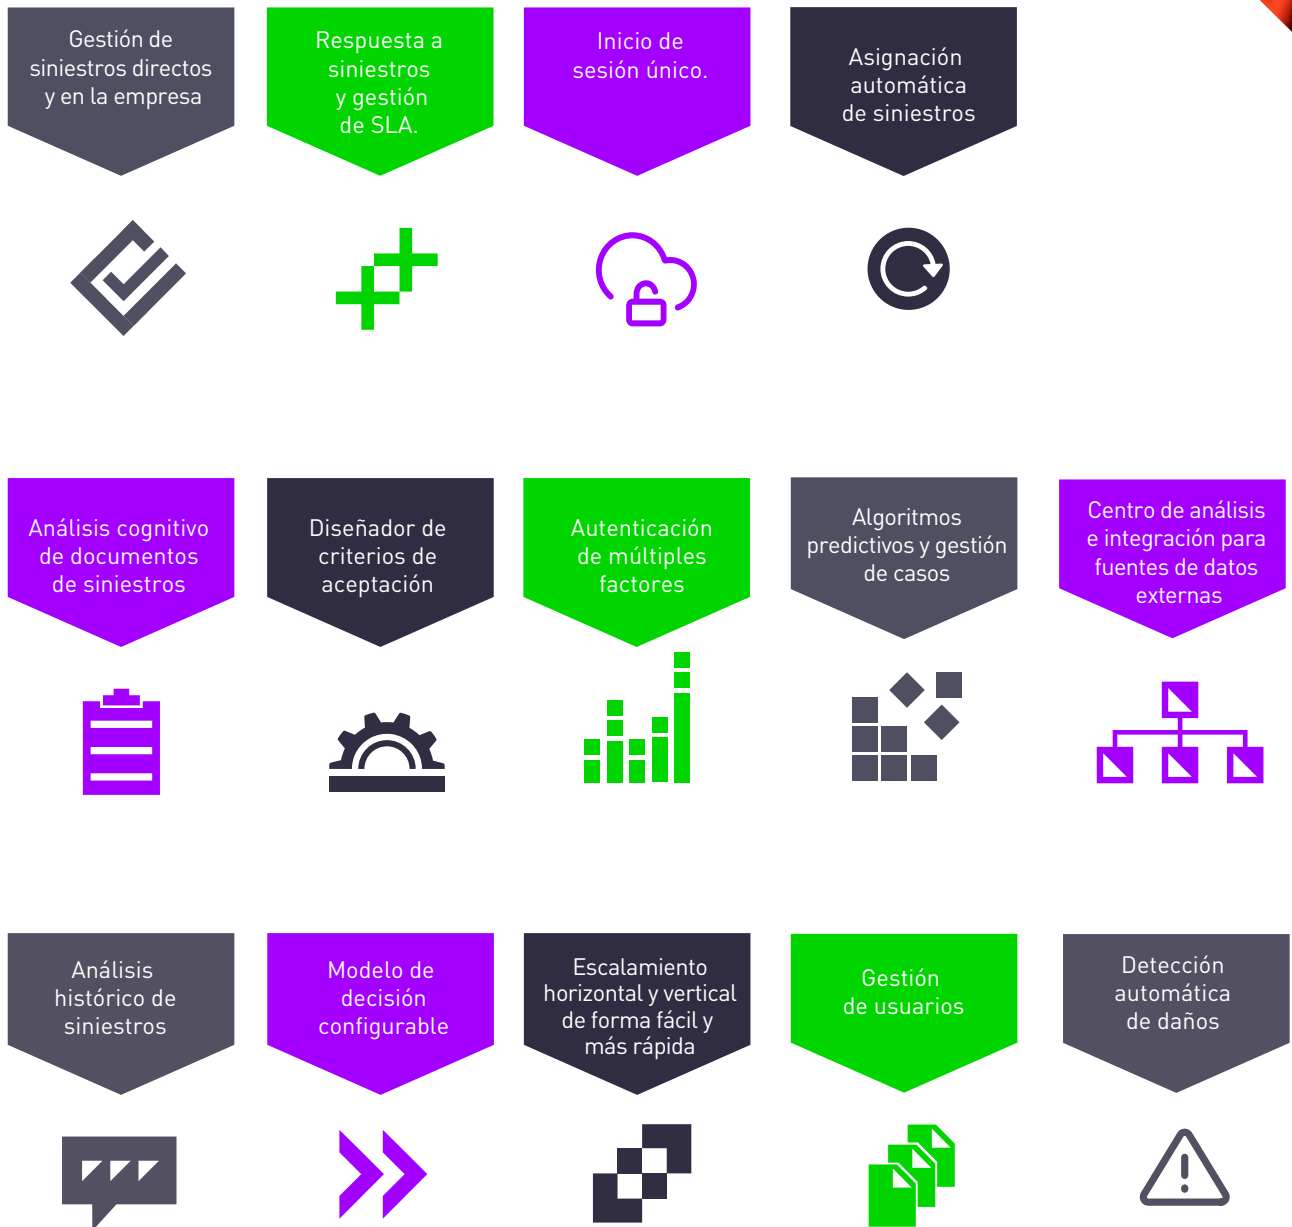 Gestión de
siniestros directos
y en la empresa
Respuesta a
siniestros
y gestión
de SLA.
Inicio de
sesión único.
Asignación
automática
de siniestros
Análisis cognitivo
de documentos
de siniestros
Diseñador de
criterios de
aceptación
Autenticación
de múltiples
factores
Algoritmos
predictivos y gestión
de casos
Centro de análisis
e integración para
fuentes de datos
externas
Análisis
histórico de
siniestros
Modelo de
decisión
configurable
Escalamiento
horizontal y vertical
de forma fácil y
más rápida
Gestión
de usuarios
Detección
automática
de daños